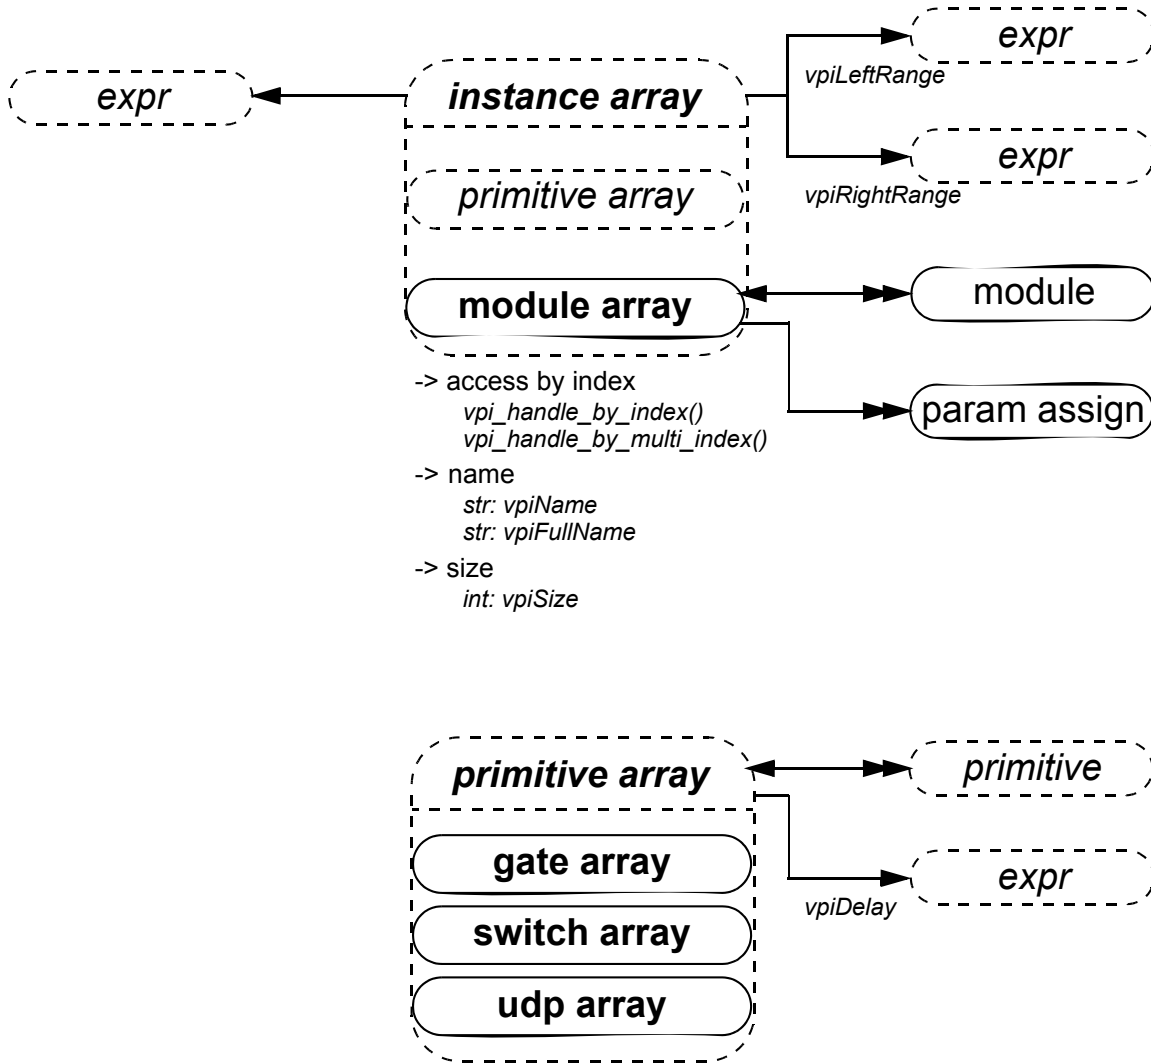 expr
vpiLeftRange
expr
instance array
expr
vpiRightRange
primitive array
module array
module
param assign
-> access by index
vpi_handle_by_index()
vpi_handle_by_multi_index()
-> name
str: vpiName
str: vpiFullName
-> size
int: vpiSize
primitive array
primitive
gate array
expr
vpiDelay
switch array
udp array